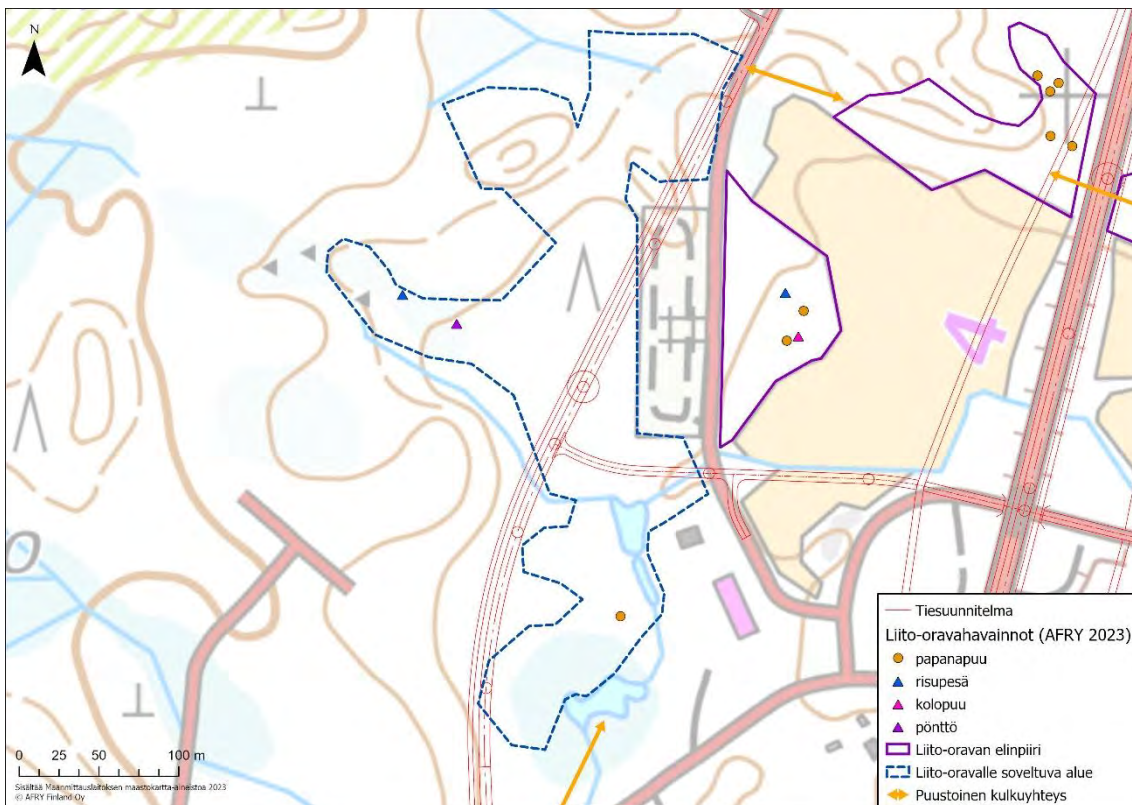 N
4
0 25 50 100 m
Sisältää Maanmittauslaitoksen maastokartta-aineistoa 2023
© AFRY Finland Oy
Tiesuunnitelma
Liito-oravahavainnot (AFRY 2023)
papanapuu
risupesä
kolopuu
pönttö
Liito-oravan elinpiiri
Liito-oravalle soveltuva alue
Puustoinen kulkuyhteys